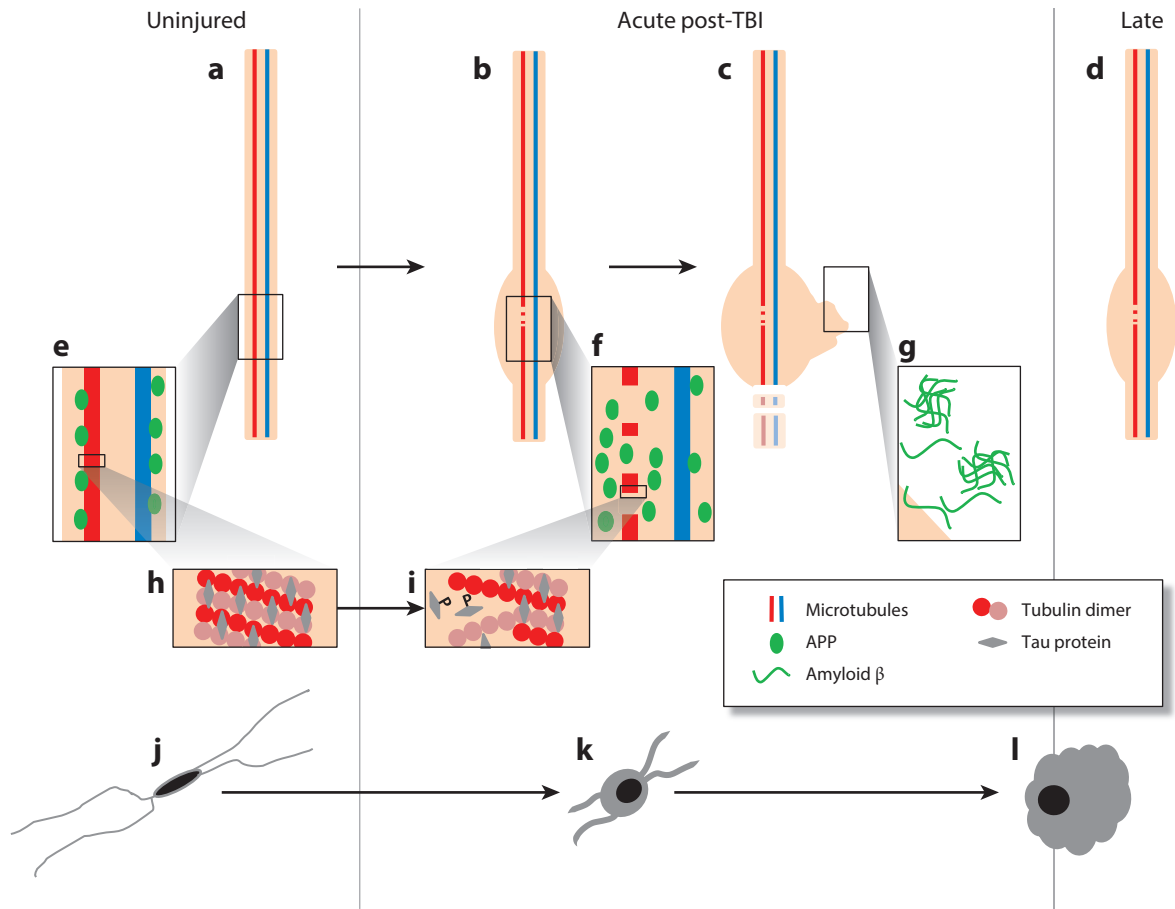 Uninjured
Acute post-TBI
Late
a
b
c
d
e
f
g
h
i
P
P
Microtubules
Tubulin dimer
APP
Tau protein
Amyloid β
j
k
l